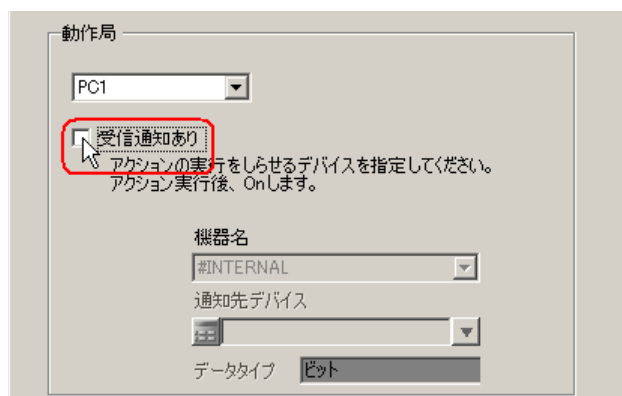 動作局
PC1
受信通知あり
アクションの実行をしらせるデバイスを指定してください。
アクション実行後、Onします。
機器名
#INTERNAL
通知先デバイス
データタイプ ビット